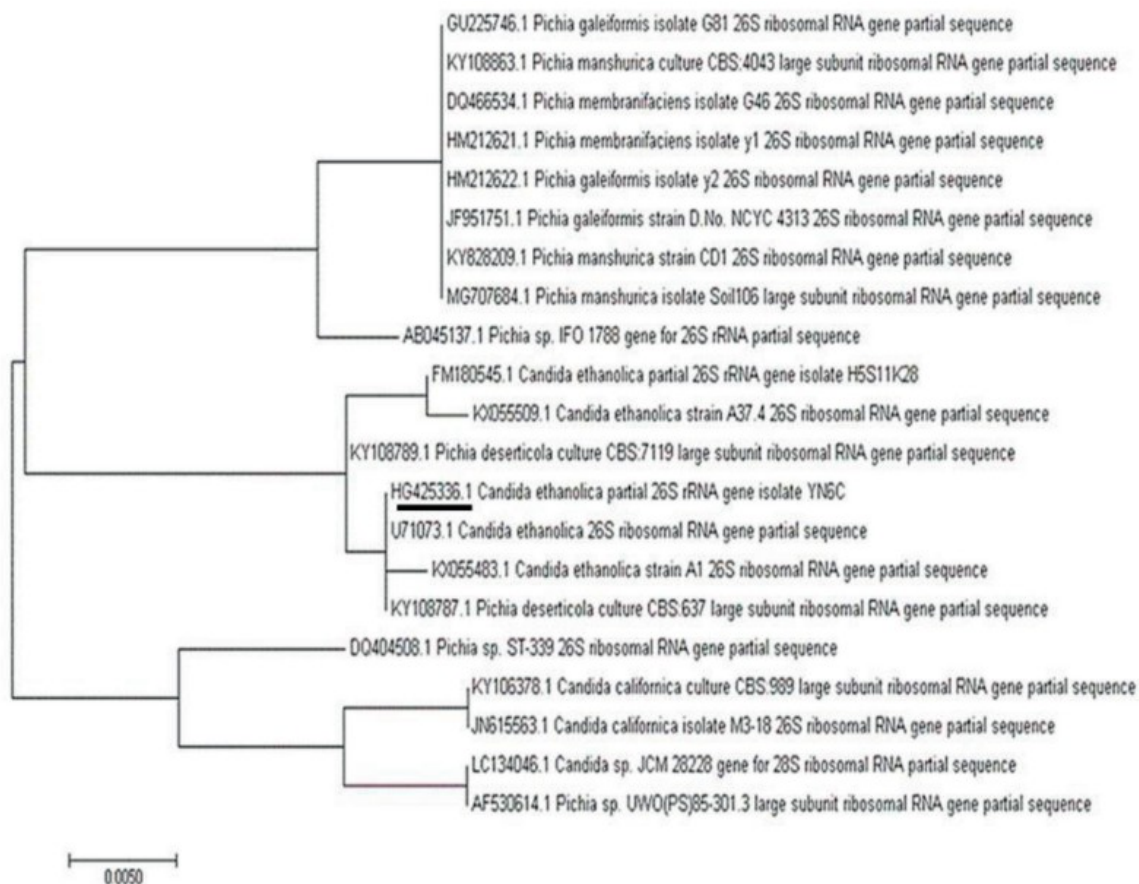 GU225746.1 Pichia galeiformis isolate G81 26S ribosomal RNA gene partial sequence
KY108863.1 Pichia manshurica culture CBS:4043 large subunit ribosomal RNA gene partial sequence
DQ466534.1 Pichia membranifaciens isolate G46 26S ribosomal RNA gene partial sequence
HM212621.1 Pichia membranifaciens isolate y1 26S ribosomal RNA gene partial sequence
HM212622.1 Pichia galeiformis isolate y2 26S ribosomal RNA gene partial sequence
JF951751.1 Pichia galeiformis strain D.No. NCYC 4313 26S ribosomal RNA gene partial sequence
KY828209.1 Pichia manshurica strain CD1 26S ribosomal RNA gene partial sequence
MG707684.1 Pichia manshurica isolate Soil106 large subunit ribosomal RNA gene partial sequence
AB045137.1 Pichia sp. IFO 1788 gene for 26S rRNA partial sequence
FM180545.1 Candida ethanolica partial 26S rRNA gene isolate H5S11K28
KX055509.1 Candida ethanolica strain A37.4 26S ribosomal RNA gene partial sequence
KY108789.1 Pichia deserticola culture CBS:7119 large subunit ribosomal RNA gene partial sequence
HG425336.1 Candida ethanolica partial 26S rRNA gene isolate YN6C
U71073.1 Candida ethanolica 26S ribosomal RNA gene partial sequence
KX055483.1 Candida ethanolica strain A1 26S ribosomal RNA gene partial sequence
KY108787.1 Pichia deserticola culture CBS:637 large subunit ribosomal RNA gene partial sequence
DQ404508.1 Pichia sp. ST-339 26S ribosomal RNA gene partial sequence
KY106378.1 Candida californica culture CBS:989 large subunit ribosomal RNA gene partial sequence
JN615563.1 Candida californica isolate M3-18 26S ribosomal RNA gene partial sequence
LC134046.1 Candida sp. JCM 28228 gene for 28S ribosomal RNA partial sequence
AF530614.1 Pichia sp. UWO(PS)85-301.3 large subunit ribosomal RNA gene partial sequence
0.0050